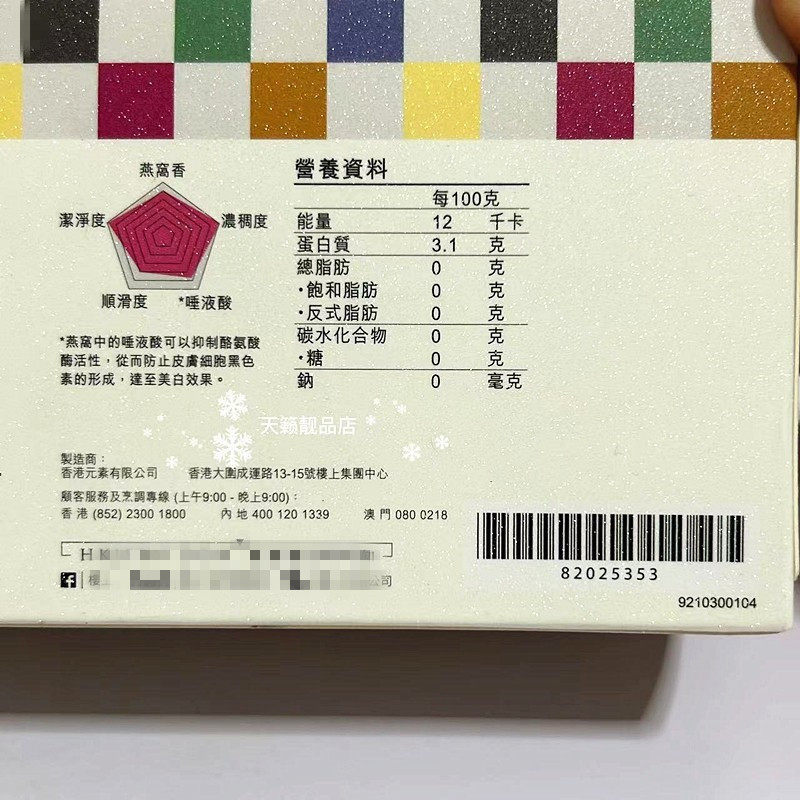 燕窩香
潔淨度
濃稠度
順滑度
*唾液酸
*燕窩中的唾液酸可以抑制酪氨酸
酶活性，從而防止皮膚細胞黑色
素的形成，達至美白效果。
營養資料
每100克
能量 12 千卡
蛋白質 3.1 克
總脂肪 0 克
·飽和脂肪 0 克
·反式脂肪 0 克
碳水化合物 0 克
·糖 0 克
鈉 0 毫克
天籟靚品店
製造商：
香港元素有限公司 香港大圍成運路13-15號樓上集團中心
顧客服務及烹調專線 (上午9:00 - 晚上9:00)：
香港 (852) 2300 1800 內地 400 120 1339 澳門 080 0218
82025353
9210300104